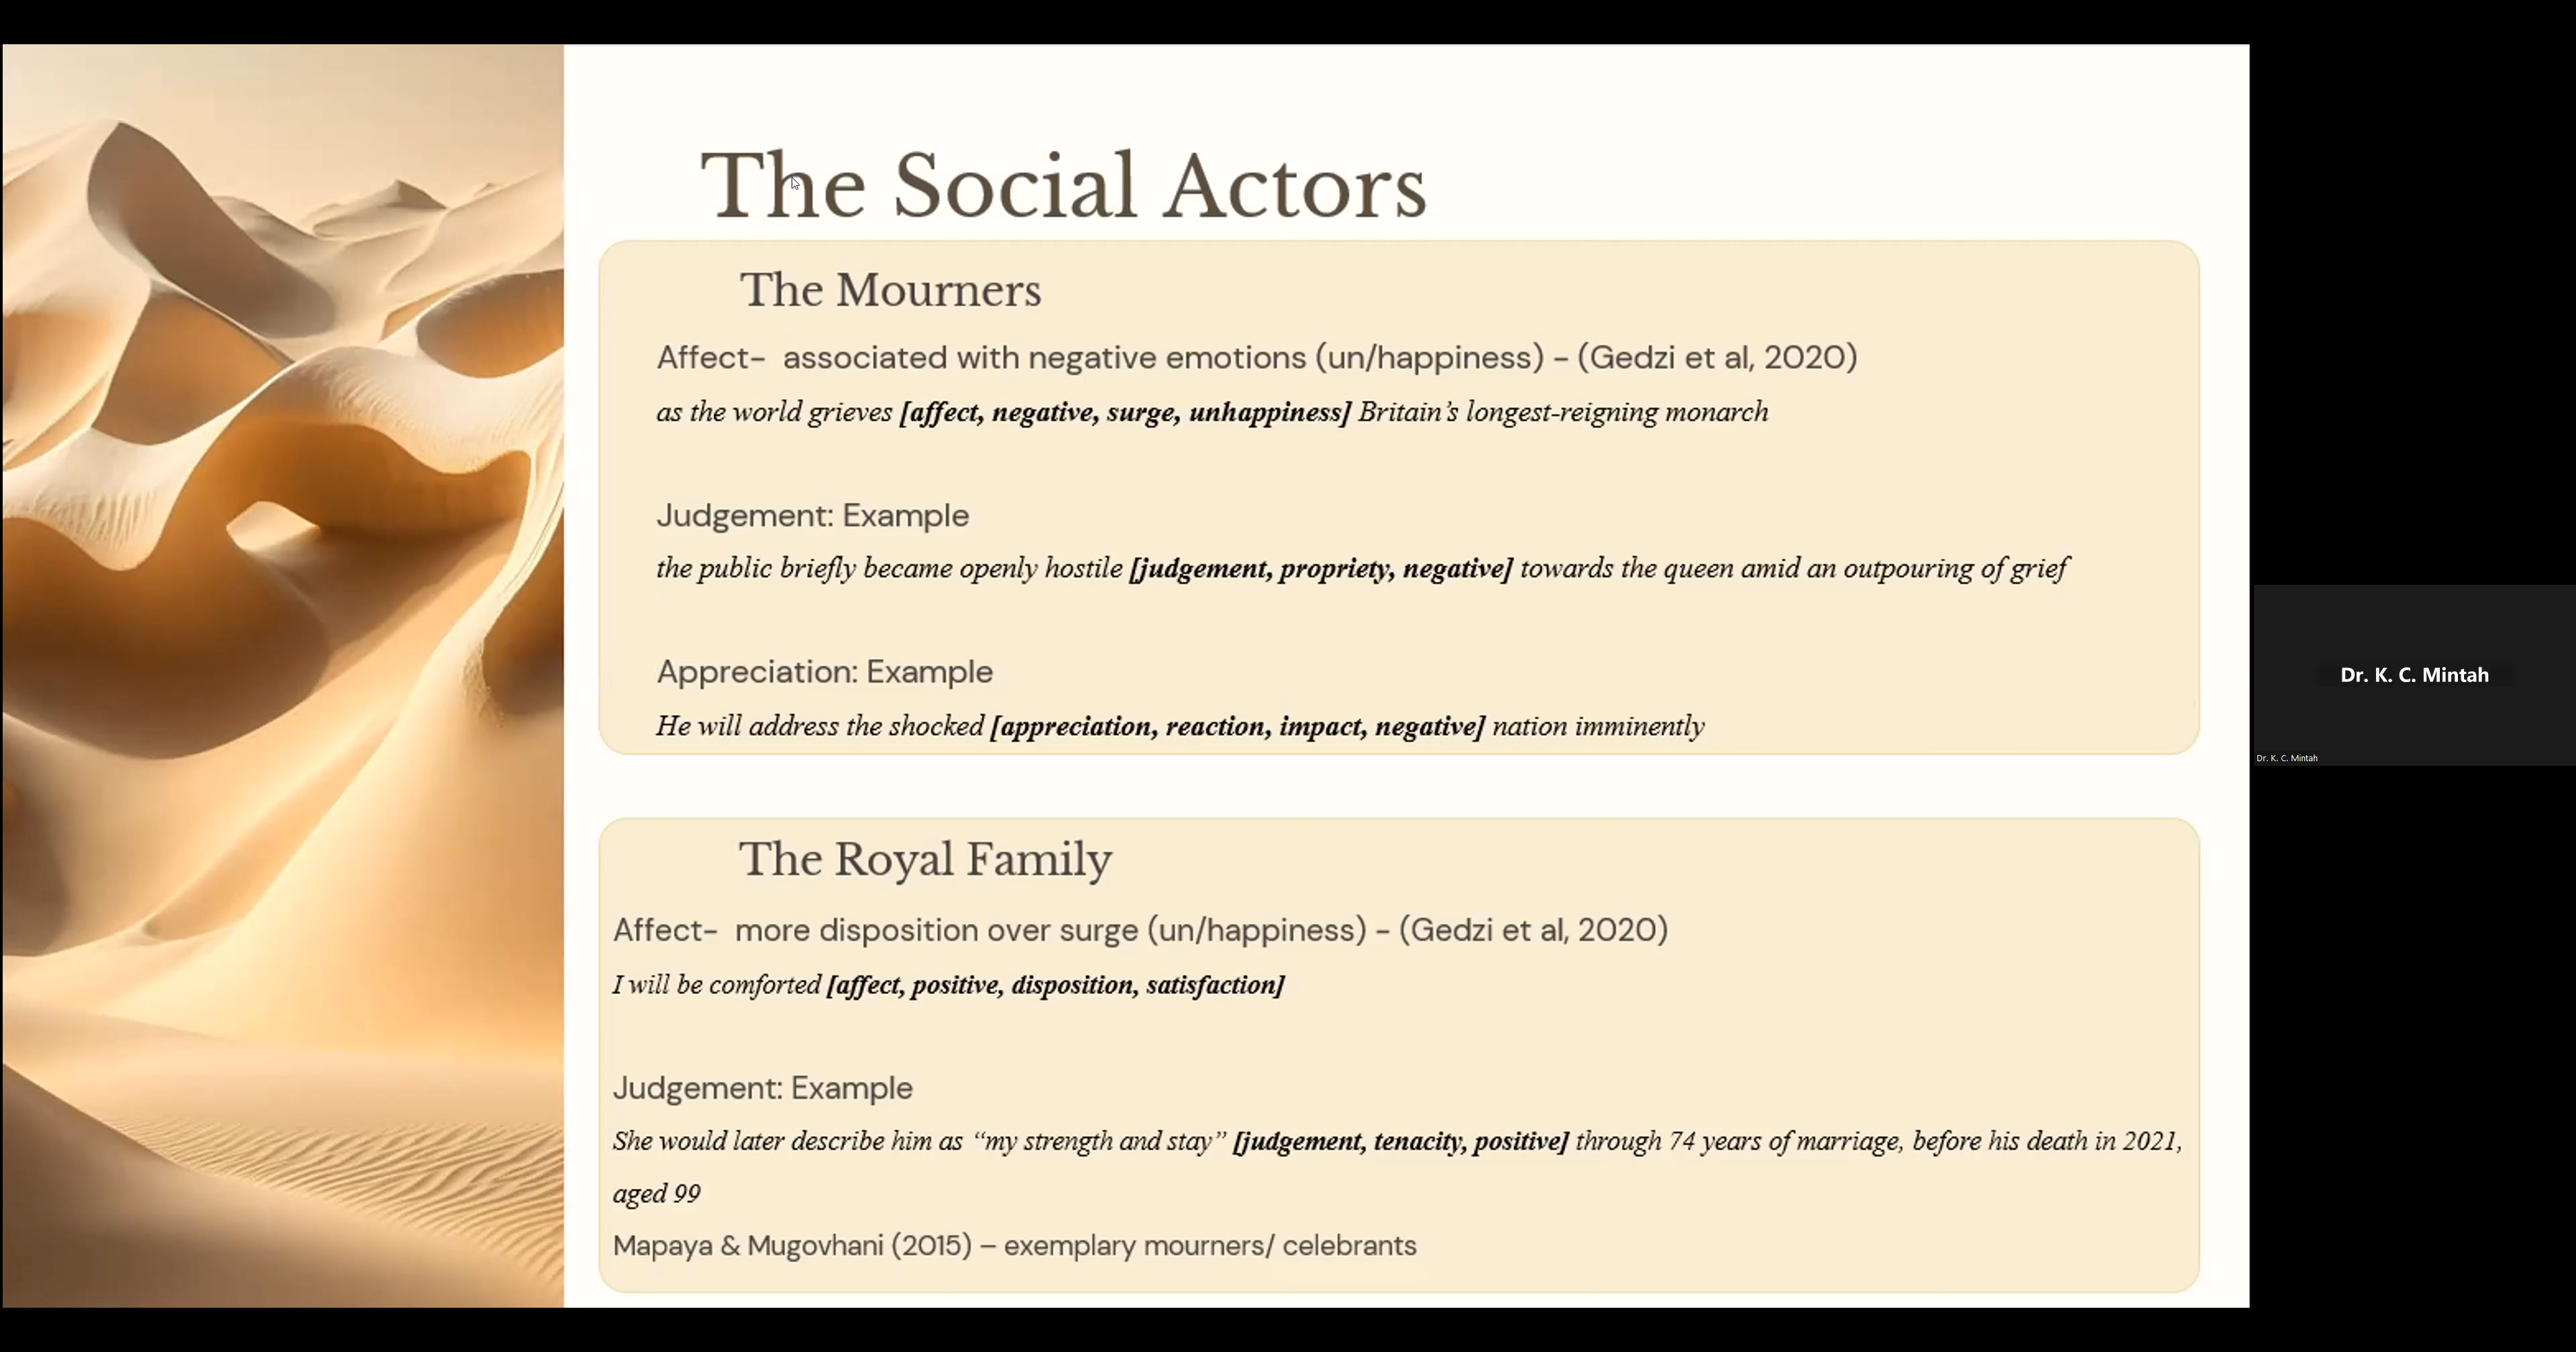 The Social Actors
The Mourners
Affect–  associated with negative emotions (un/happiness) – (Gedzi et al, 2020)
as the world grieves [affect, negative, surge, unhappiness] Britain’s longest-reigning monarch
Judgement: Example
the public briefly became openly hostile [judgement, propriety, negative] towards the queen amid an outpouring of grief
Appreciation: Example
He will address the shocked [appreciation, reaction, impact, negative] nation imminently
The Royal Family
Affect–  more disposition over surge (un/happiness) – (Gedzi et al, 2020)
I will be comforted [affect, positive, disposition, satisfaction]
Judgement: Example
She would later describe him as “my strength and stay” [judgement, tenacity, positive] through 74 years of marriage, before his death in 2021,
aged 99
Mapaya & Mugovhani (2015) – exemplary mourners/ celebrants
Dr. K. C. Mintah
Dr. K. C. Mintah